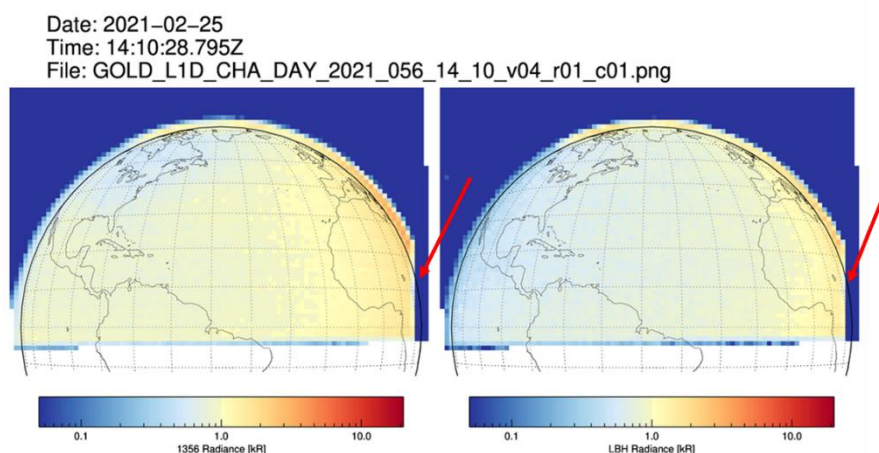 Date: 2021−02−25
Time: 14:10:28.795Z
File: GOLD_L1D_CHA_DAY_2021_056_14_10_v04_r01_c01.png
0.1 1.0 10.0
1356 Radiance [kR]
0.1 1.0 10.0
LBH Radiance [kR]